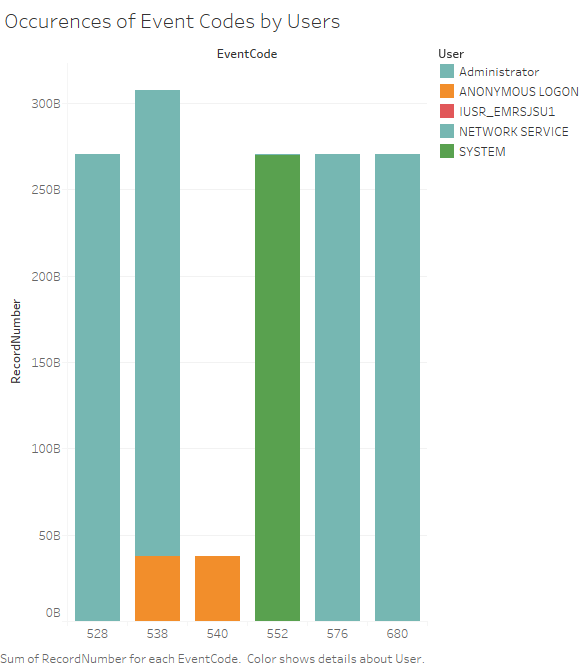 Occurences of Event Codes by Users
EventCode
User
Administrator
ANONYMOUS LOGON
IUSR_EMRSJSU1
NETWORK SERVICE
SYSTEM
RecordNumber
300B
250B
200B
150B
100B
50B
0B
528 538 540 552 576 680
Sum of RecordNumber for each EventCode. Color shows details about User.